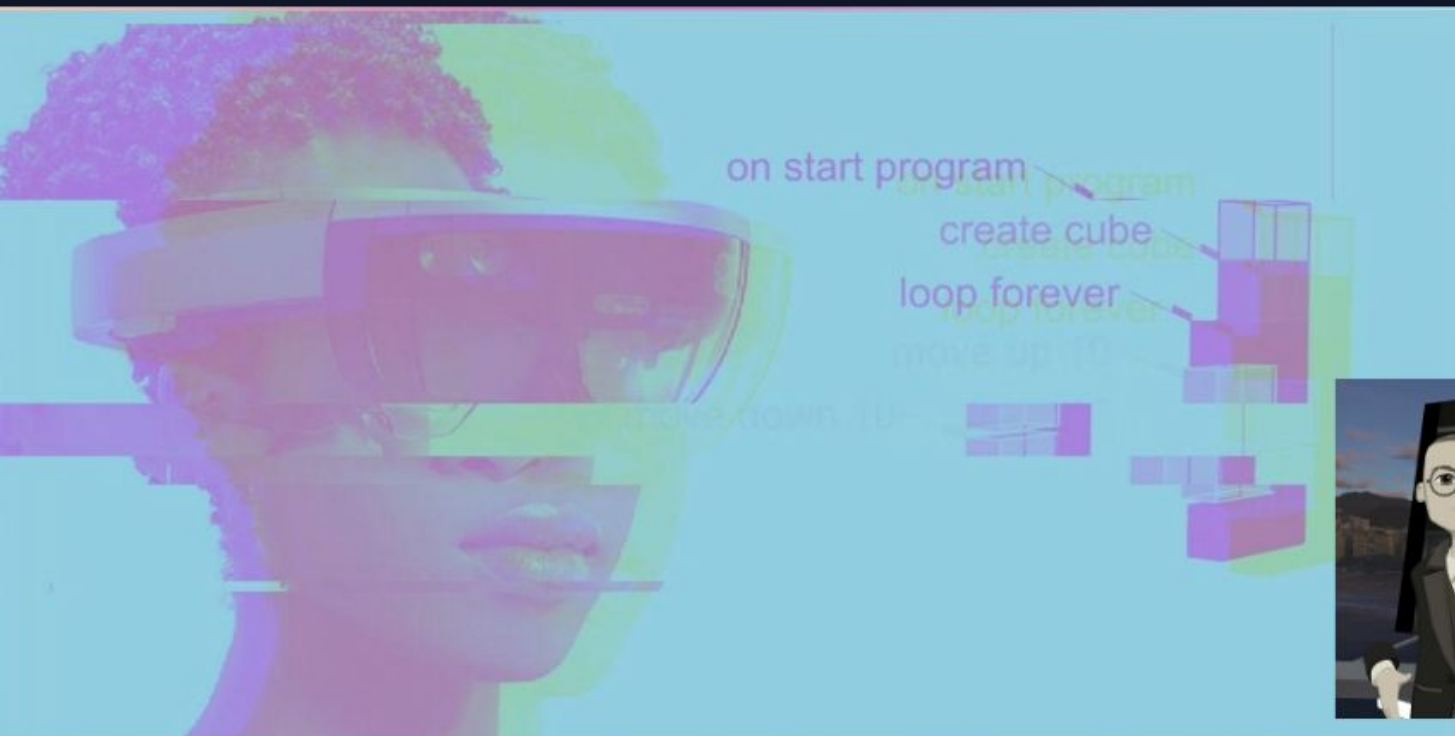 on start program
create cube
loop forever
move up 10
move down 10